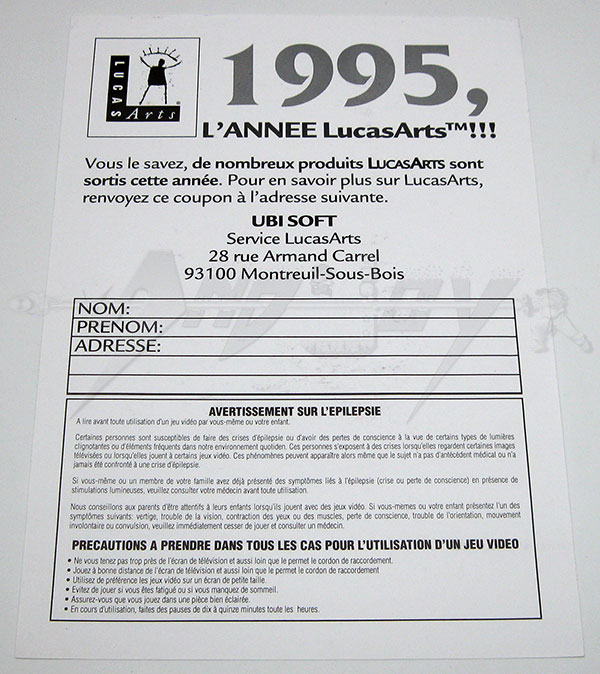 LUCAS
Arts
®
1995,
L'ANNEE LucasArts™!!!
Vous le savez, de nombreux produits LUCASARTS sont
sortis cette année. Pour en savoir plus sur LucasArts,
renvoyez ce coupon à l'adresse suivante.
UBI SOFT
Service LucasArts
28 rue Armand Carrel
93100 Montreuil-Sous-Bois
NOM:
PRENOM:
ADRESSE:
AVERTISSEMENT SUR L'EPILEPSIE
A lire avant toute utilisation d'un jeu vidéo par vous-même ou votre enfant.
Certaines personnes sont susceptibles de faire des crises d'épilepsie ou d'avoir des pertes de conscience à la vue de certains types de lumières
clignotantes ou d'éléments fréquents dans notre environnement quotidien. Ces personnes s'exposent à des crises lorsqu'elles regardent certaines images
télévisées ou lorsqu'elles jouent à certains jeux vidéo. Ces phénomènes peuvent apparaître alors même que le sujet n'a pas d'antécédent médical ou n'a
jamais été confronté à une crise d'épilepsie.
Si vous-même ou un membre de votre famille avez déjà présenté des symptômes liés à l'épilepsie (crise ou perte de conscience) en présence de
stimulations lumineuses, veuillez consulter votre médecin avant toute utilisation.
Nous conseillons aux parents d'être attentifs à leurs enfants lorsqu'ils jouent avec des jeux vidéo. Si vous-mêmes ou votre enfant présentez l'un des
symptômes suivants: vertige, trouble de la vision, contraction des yeux ou des muscles, perte de conscience, trouble de l'orientation, mouvement
involontaire ou convulsion, veuillez immédiatement cesser de jouer et consulter un médecin.
PRECAUTIONS A PRENDRE DANS TOUS LES CAS POUR L'UTILISATION D'UN JEU VIDEO
• Ne vous tenez pas trop près de l'écran de télévision et aussi loin que le permet le cordon de raccordement.
• Jouez à bonne distance de l'écran de télévision et aussi loin que le permet le cordon de raccordement
• Utilisez de préférence les jeux vidéo sur un écran de petite taille.
• Evitez de jouer si vous êtes fatigué ou si vous manquez de sommeil.
• Assurez-vous que vous jouez dans une pièce bien éclairée.
• En cours d'utilisation, faites des pauses de dix à quinze minutes toute les heures.